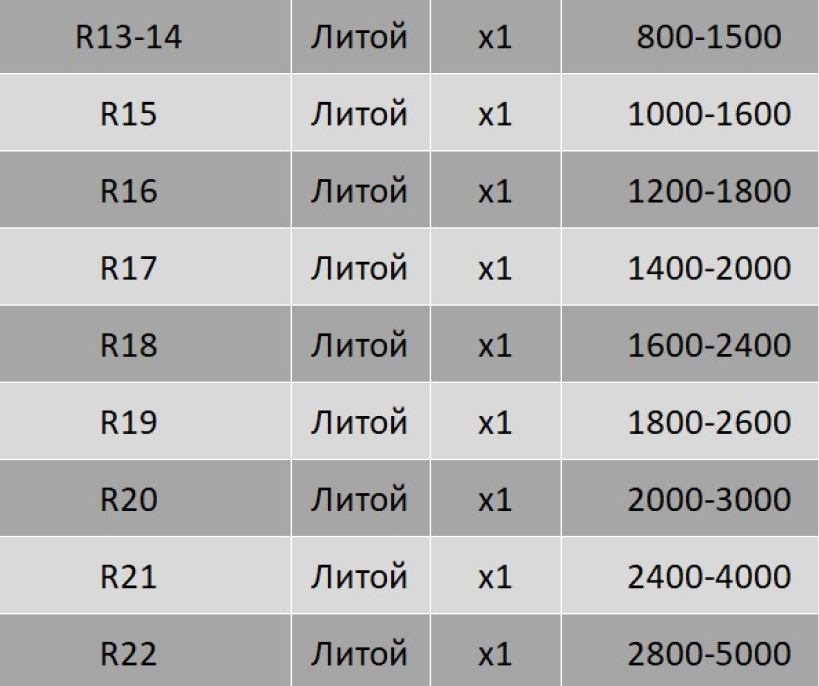 R13-14 Литой x1 800-1500
R15 Литой x1 1000-1600
R16 Литой x1 1200-1800
R17 Литой x1 1400-2000
R18 Литой x1 1600-2400
R19 Литой x1 1800-2600
R20 Литой x1 2000-3000
R21 Литой x1 2400-4000
R22 Литой x1 2800-5000